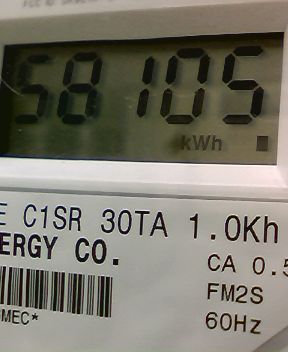 58105
kWh
E C1SR 30TA 1.0Kh
ERGY CO.
CA 0.5
FM2S
MEC*
60Hz